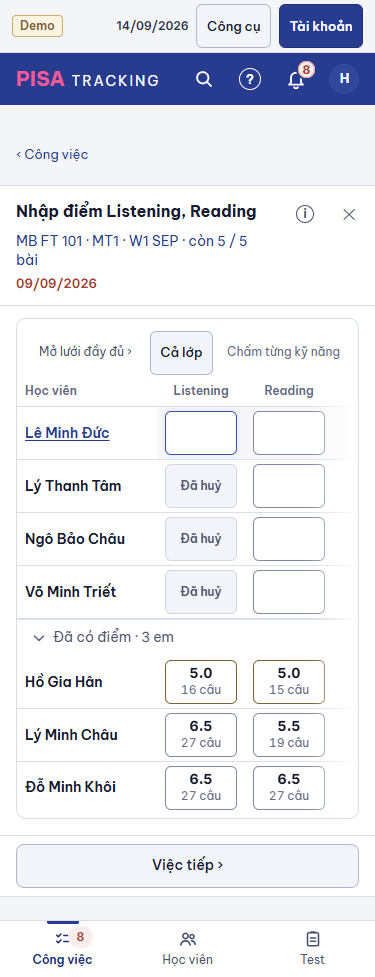 Demo 14/09/2026 Công cụ Tài khoản
PISA TRACKING ? 8 H
‹ Công việc
Nhập điểm Listening, Reading
MB FT 101 · MT1 · W1 SEP · còn 5 / 5
bài
09/09/2026
Mở lưới đầy đủ › Cả lớp Chấm từng kỹ năng
Học viên Listening Reading
Lê Minh Đức
Lý Thanh Tâm Đã huỷ
Ngô Bảo Châu Đã huỷ
Võ Minh Triết Đã huỷ
Đã có điểm · 3 em
Hồ Gia Hân 5.0 5.0
16 câu 15 câu
Lý Minh Châu 6.5 5.5
27 câu 19 câu
Đỗ Minh Khôi 6.5 6.5
27 câu 27 câu
Việc tiếp ›
8
Công việc Học viên Test